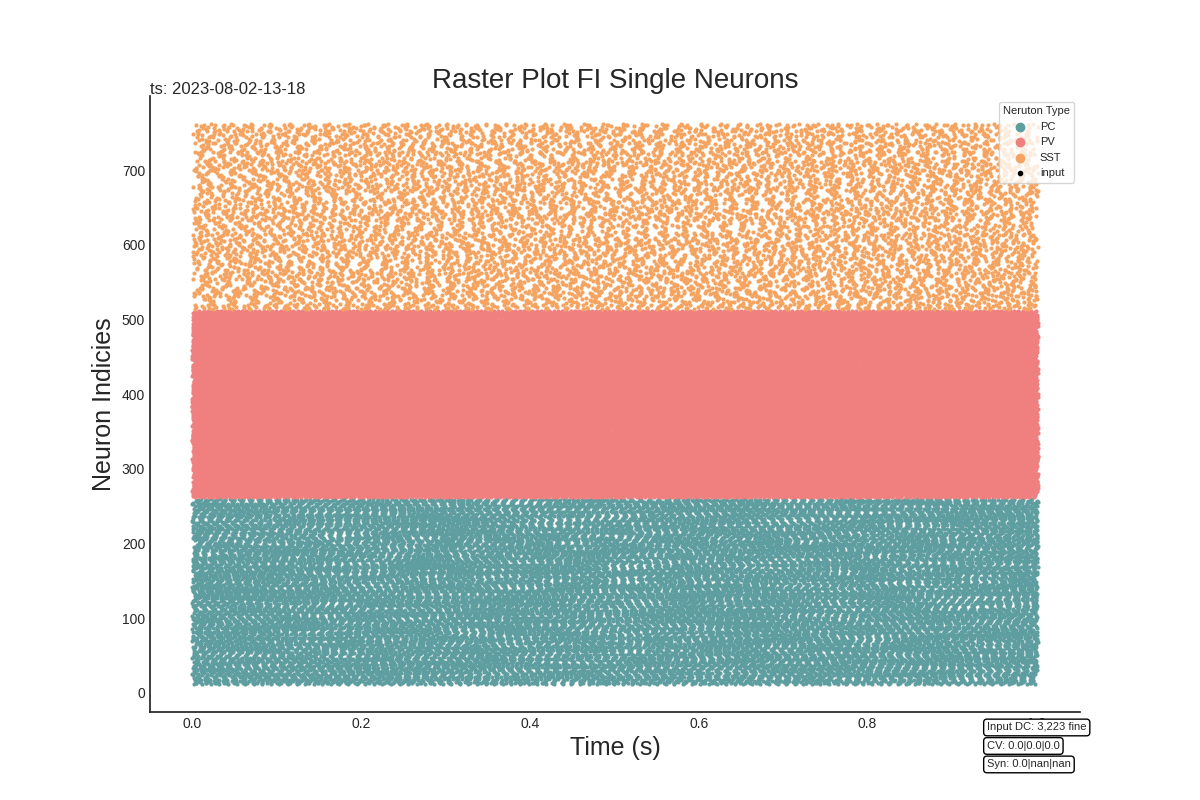 Raster Plot FI Single Neurons
ts: 2023-08-02-13-18
Neruton Type
PC
PV
SST
input
Neuron Indicies
700
600
500
400
300
200
100
0
0.0 0.2 0.4 0.6 0.8
Time (s)
Input DC: 3,223 fine
CV: 0.0|0.0|0.0
Syn: 0.0|nan|nan